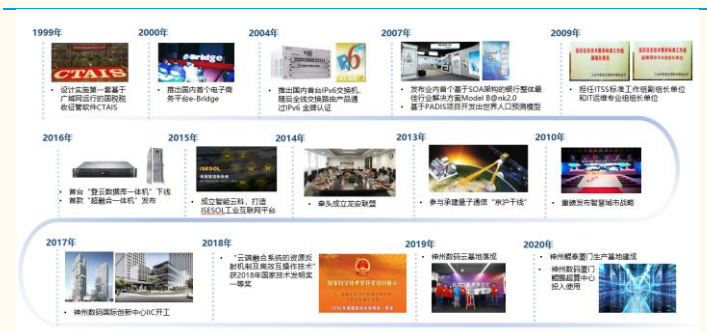 1999年
2000年
2004年
2007年
2009年
CTAIS
e-Bridge
• 设计实施第一套基于
广域网运行的国税税
收征管软件CTAIS
• 推出国内首个电子商
务平台e-Bridge
• 推出国内首台IPv6交换机,
随后全线交换路由产品通
过IPv6 金牌认证
• 发布业内首个基于SOA架构的银行整体最
佳行业解决方案Model B@nk2.0
• 基于PADIS项目开发出世界人口预测模型
• 担任ITSS标准工作组副组长单位
和IT运维专业组组长单位
2016年
2015年
2014年
2013年
2010年
iSESOL
• 首台“登云数据库一体机”下线
• 首款“超融合一体机”发布
• 成立智能云科,打造
iSESOL工业互联网平台
• 牵头成立龙安联盟
• 参与承建量子通信“京沪干线”
• 重磅发布智慧城市战略
2017年
2018年
2019年
2020年
• 神州数码国际创新中心IIC开工
• “云端融合系统的资源反
射机制及高效互操作技术”
获2018年国家技术发明奖
一等奖
• 神州数码云基地落成
• 神州鲲泰厦门生产基地建成
• 神州数码厦门
鲲鹏超算中心
投入使用